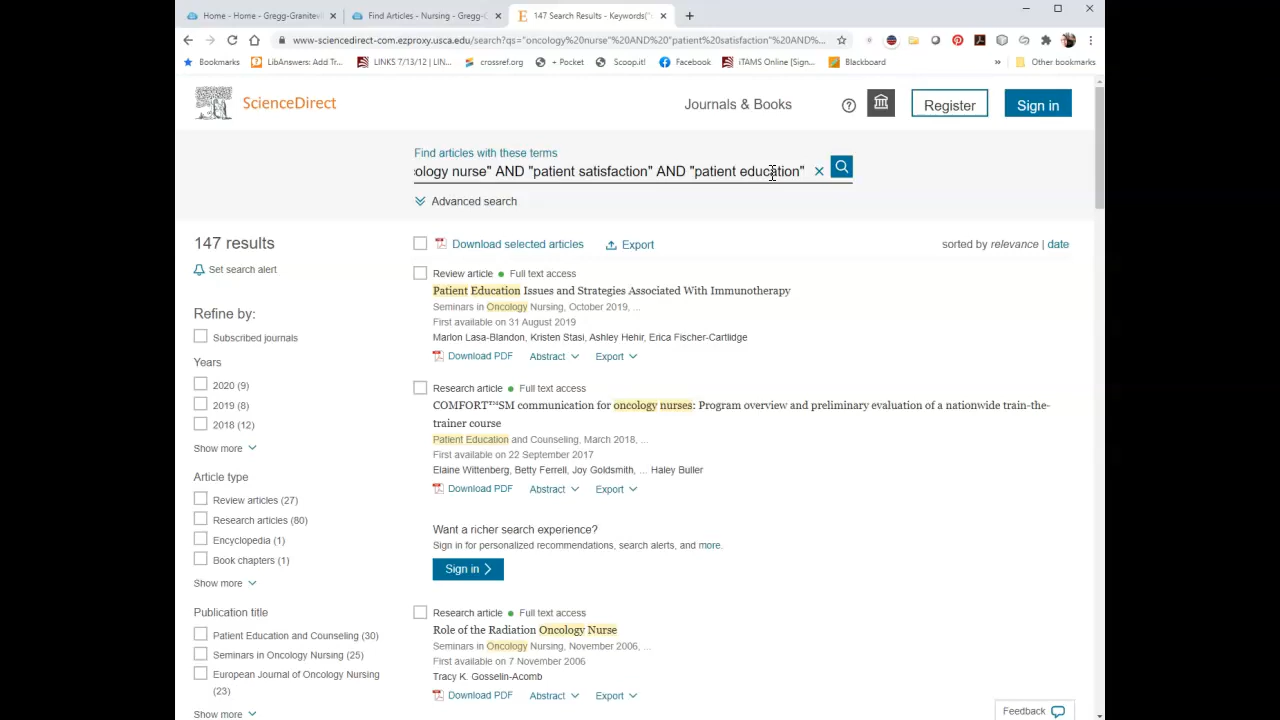 Home - Home - Gregg-Granitev
Find Articles - Nursing - Gregg-G
147 Search Results - Keywords("
www-sciencedirect-com.ezproxy.usca.edu/search?qs="oncology%20nurse"%20AND%20"patient%20satisfaction"%20AND%...
Bookmarks
LibAnswers: Add Tr...
LINKS 7/13/12 | LIN...
crossref.org
+ Pocket
Scoop.it!
Facebook
iTAMS Online [Sign...
Blackboard
»
Other bookmarks
ScienceDirect
Journals & Books
Register
Sign in
Find articles with these terms
cology nurse" AND "patient satisfaction" AND "patient education"
Advanced search
147 results
Set search alert
Download selected articles
Export
sorted by relevance | date
Refine by:
Subscribed journals
Years
2020 (9)
2019 (8)
2018 (12)
Show more
Article type
Review articles (27)
Research articles (80)
Encyclopedia (1)
Book chapters (1)
Show more
Publication title
Patient Education and Counseling (30)
Seminars in Oncology Nursing (25)
European Journal of Oncology Nursing
(23)
Show more
Review article ● Full text access
Patient Education Issues and Strategies Associated With Immunotherapy
Seminars in Oncology Nursing, October 2019, ...
First available on 31 August 2019
Marlon Lasa-Blandon, Kristen Stasi, Ashley Hehir, Erica Fischer-Cartlidge
Download PDF Abstract Export
Research article ● Full text access
COMFORT™SM communication for oncology nurses: Program overview and preliminary evaluation of a nationwide train-the-
trainer course
Patient Education and Counseling, March 2018, ...
First available on 22 September 2017
Elaine Wittenberg, Betty Ferrell, Joy Goldsmith, ... Haley Buller
Download PDF Abstract Export
Want a richer search experience?
Sign in for personalized recommendations, search alerts, and more.
Sign in
Research article ● Full text access
Role of the Radiation Oncology Nurse
Seminars in Oncology Nursing, November 2006, ...
First available on 7 November 2006
Tracy K. Gosselin-Acomb
Download PDF Abstract Export
Feedback